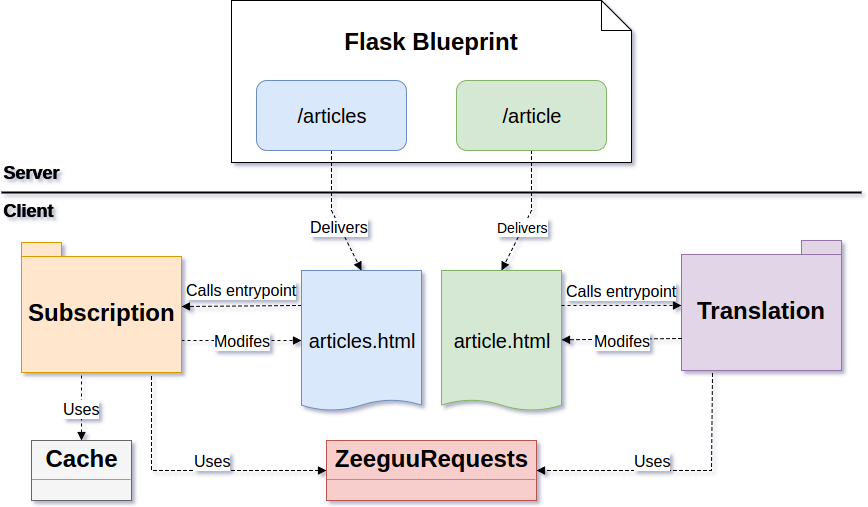 Flask Blueprint
/articles
/article
Server
Client
Delivers
Delivers
Subscription
Calls entrypoint
Modifes
articles.html
article.html
Calls entrypoint
Modifes
Translation
Uses
Cache
Uses
ZeeguuRequests
Uses